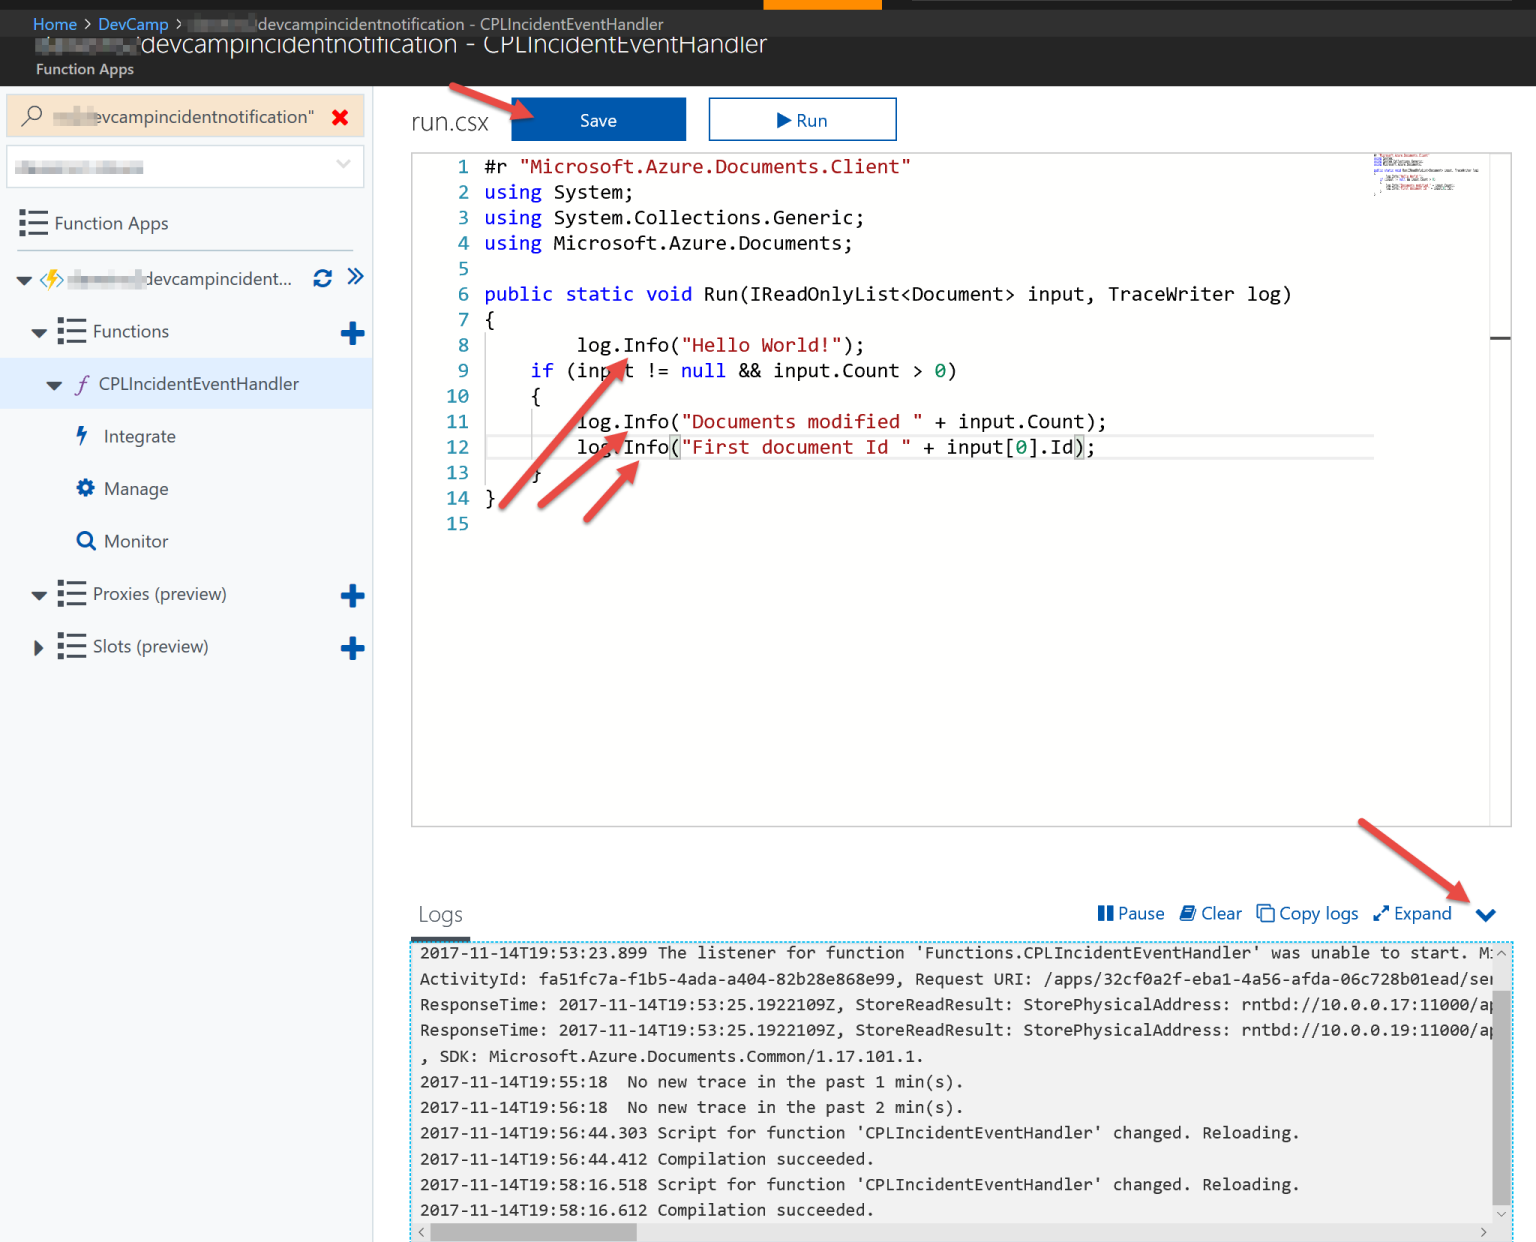 Home > DevCamp > devcampincidentnotification - CPLIncidentEventHandler
devcampincidentnotification - CPLIncidentEventHandler
Function Apps
evcampincidentnotification"
Function Apps
devcampincident...
Functions
CPLIncidentEventHandler
Integrate
Manage
Monitor
Proxies (preview)
Slots (preview)
run.csx Save Run
1 #r "Microsoft.Azure.Documents.Client"
2 using System;
3 using System.Collections.Generic;
4 using Microsoft.Azure.Documents;
5
6 public static void Run(IReadOnlyList<Document> input, TraceWriter log)
7 {
8 log.Info("Hello World!");
9 if (input != null && input.Count > 0)
10 {
11 log.Info("Documents modified " + input.Count);
12 log.Info("First document Id " + input[0].Id);
13 }
14 }
15
Logs Pause Clear Copy logs Expand
2017-11-14T19:53:23.899 The listener for function 'Functions.CPLIncidentEventHandler' was unable to start. Mi
ActivityId: fa51fc7a-f1b5-4ada-a404-82b28e868e99, Request URI: /apps/32cf0a2f-eba1-4a56-afda-06c728b01ead/ser
ResponseTime: 2017-11-14T19:53:25.1922109Z, StoreReadResult: StorePhysicalAddress: rntbd://10.0.0.17:11000/ap
ResponseTime: 2017-11-14T19:53:25.1922109Z, StoreReadResult: StorePhysicalAddress: rntbd://10.0.0.19:11000/ap
, SDK: Microsoft.Azure.Documents.Common/1.17.101.1.
2017-11-14T19:55:18 No new trace in the past 1 min(s).
2017-11-14T19:56:18 No new trace in the past 2 min(s).
2017-11-14T19:56:44.303 Script for function 'CPLIncidentEventHandler' changed. Reloading.
2017-11-14T19:56:44.412 Compilation succeeded.
2017-11-14T19:58:16.518 Script for function 'CPLIncidentEventHandler' changed. Reloading.
2017-11-14T19:58:16.612 Compilation succeeded.